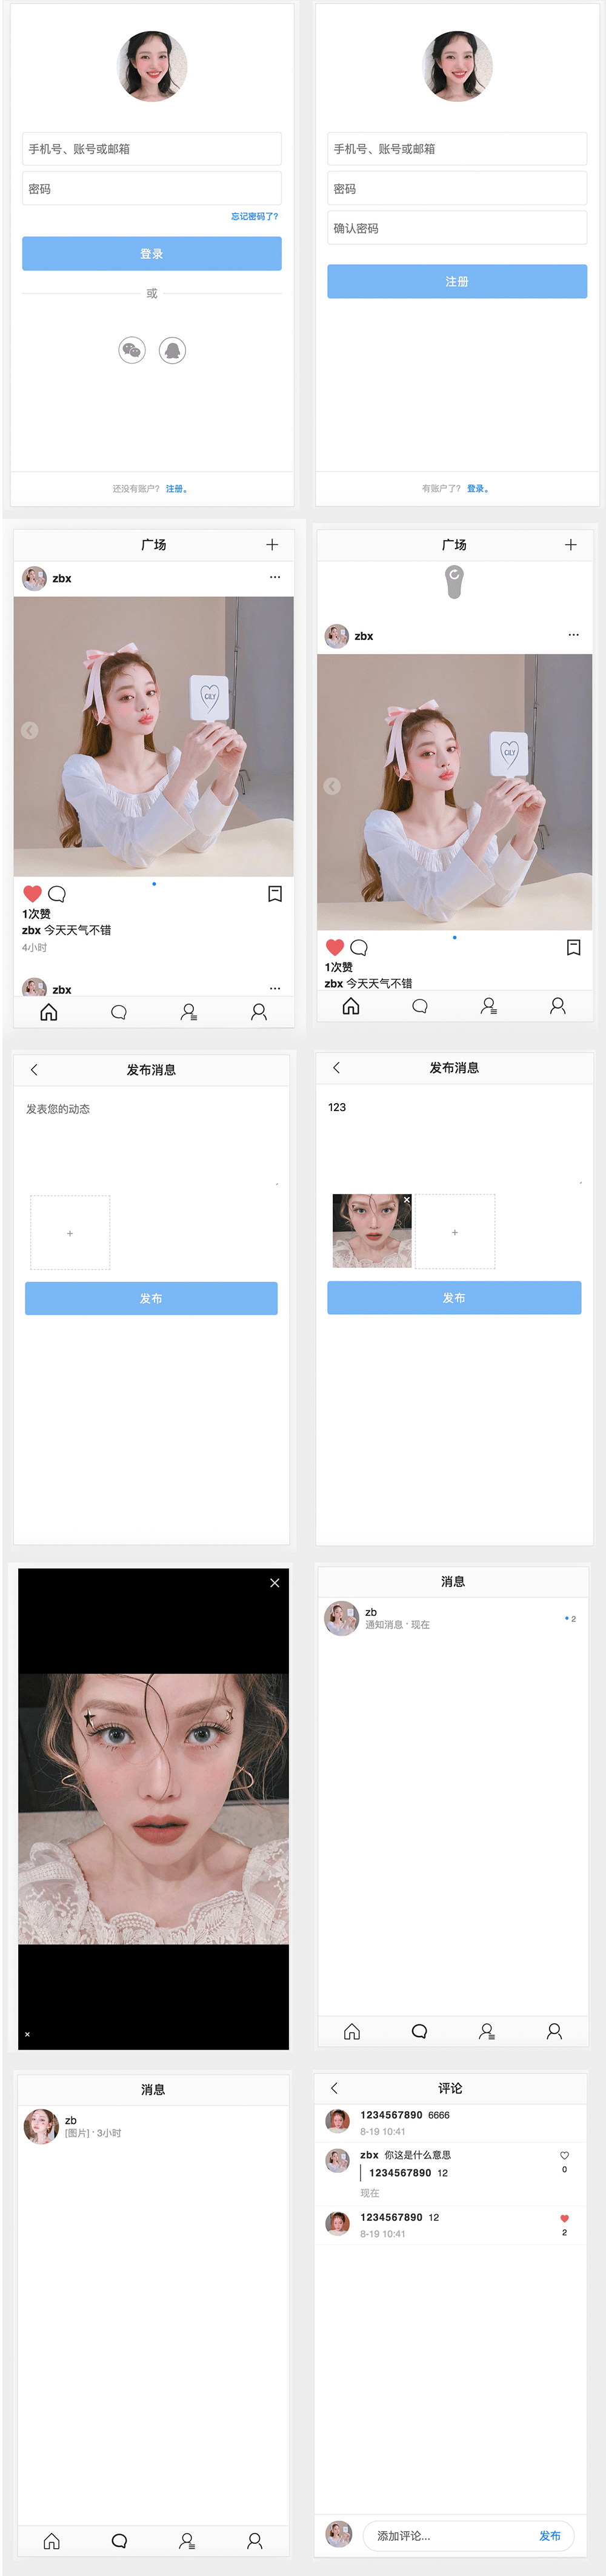 手机号、账号或邮箱
密码
忘记密码了?
登录
或
还没有账户? 注册。
手机号、账号或邮箱
密码
确认密码
注册
有账户了? 登录。
广场
zbx
CILY
1次赞
zbx 今天天气不错
4小时
zbx
广场
zbx
CILY
1次赞
zbx 今天天气不错
发布消息
发表您的动态
发布
发布消息
123
发布
消息
zb
通知消息 · 现在
2
消息
zb
[图片] · 3小时
评论
1234567890 6666
8-19 10:41
zbx 你这是什么意思
0
1234567890 12
现在
1234567890 12
8-19 10:41
2
添加评论...
发布